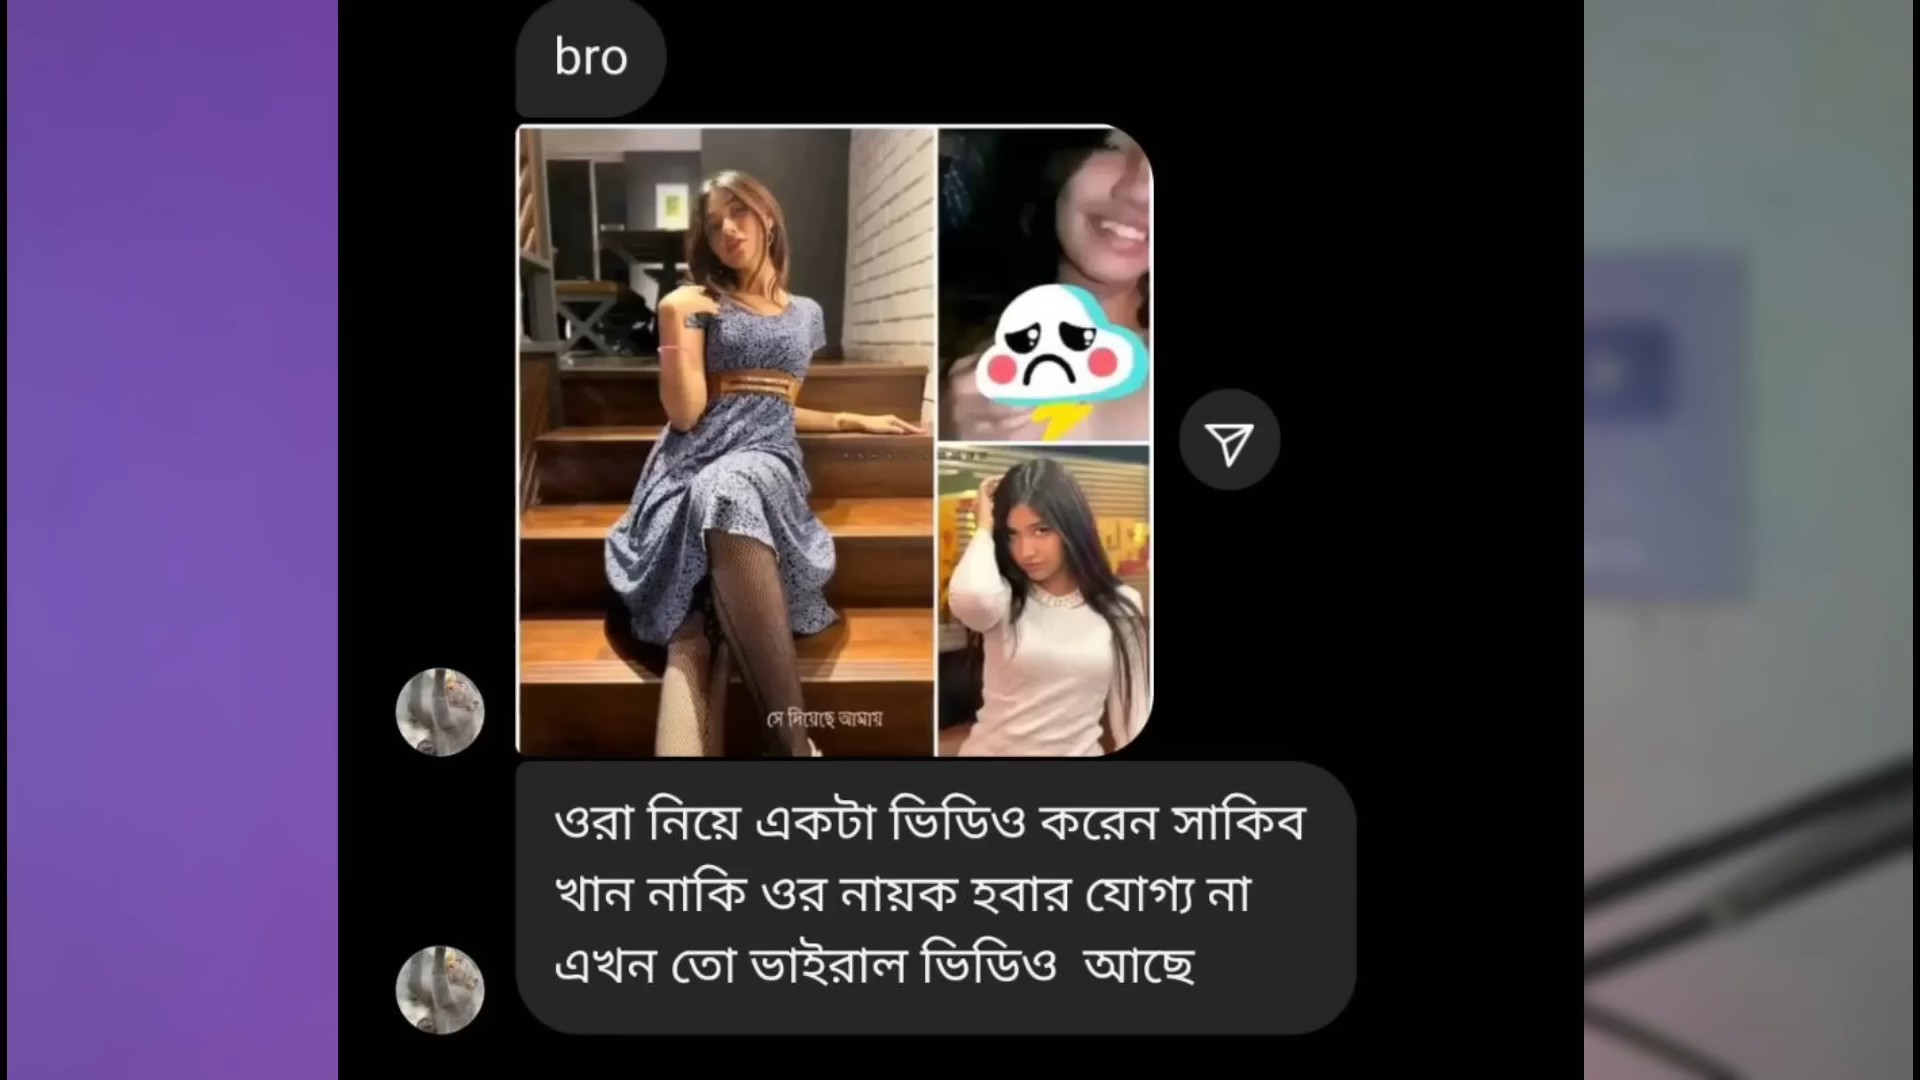 bro
সে দিয়েছে আমায়
ওরা নিয়ে একটা ভিডিও করেন সাকিব
খান নাকি ওর নায়ক হবার যোগ্য না
এখন তো ভাইরাল ভিডিও আছে